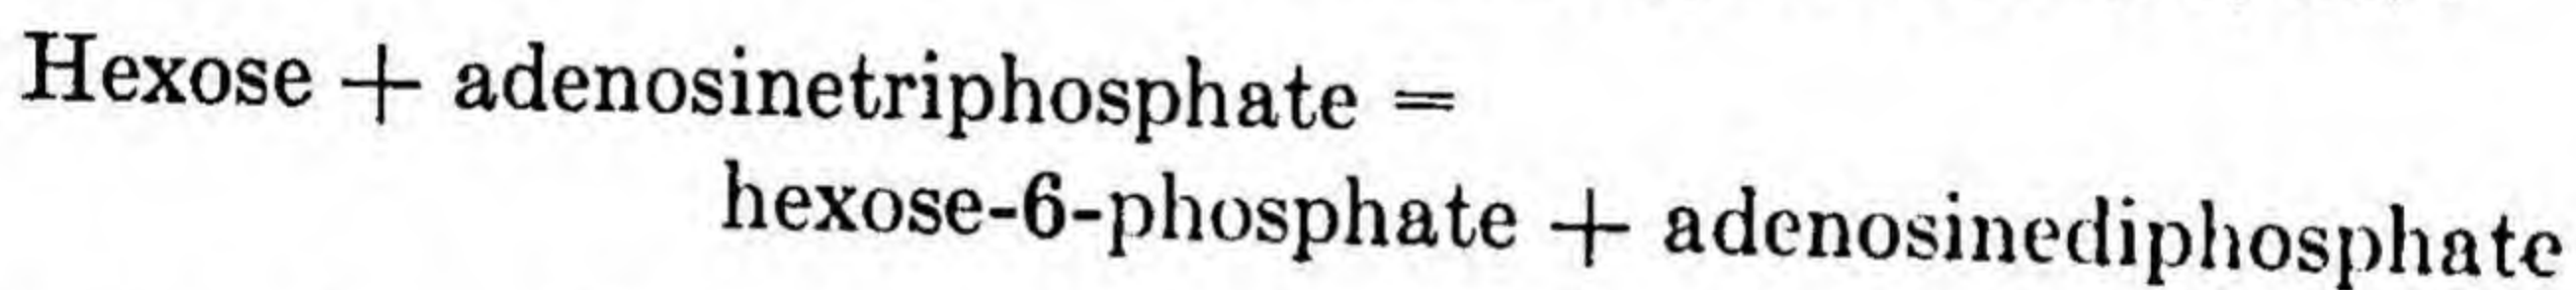 Hexose + adenosinetriphosphate =
hexose-6-phosphate + adenosinediphosphate